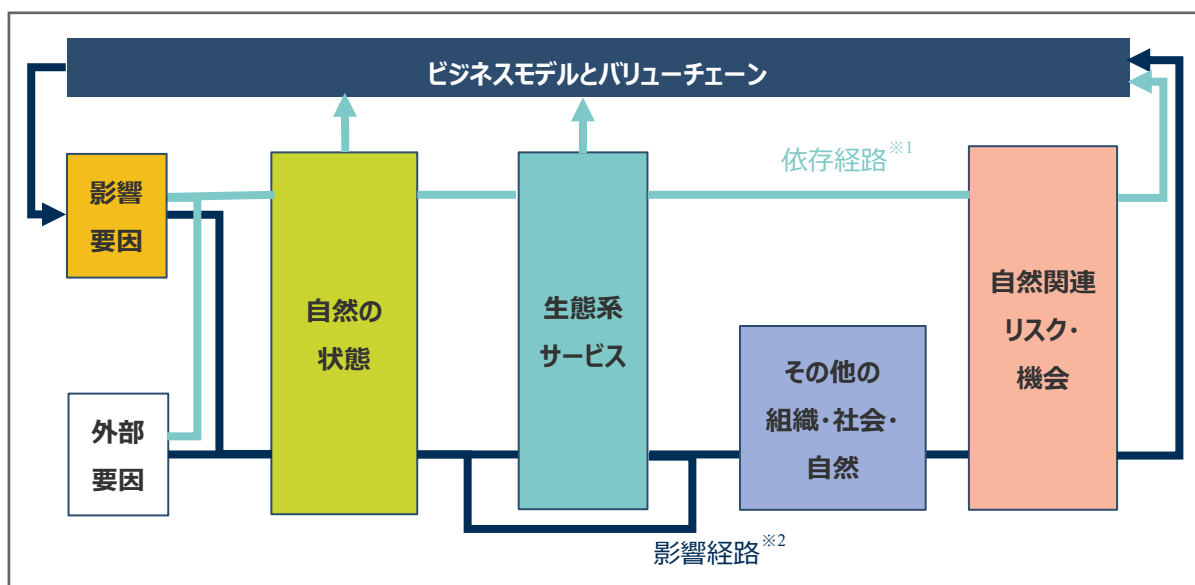 ビジネスモデルとバリューチェーン
依存経路※1
影響
要因
自然の
状態
生態系
サービス
自然関連
リスク・
機会
その他の
組織・社会・
自然
外部
要因
影響経路※2